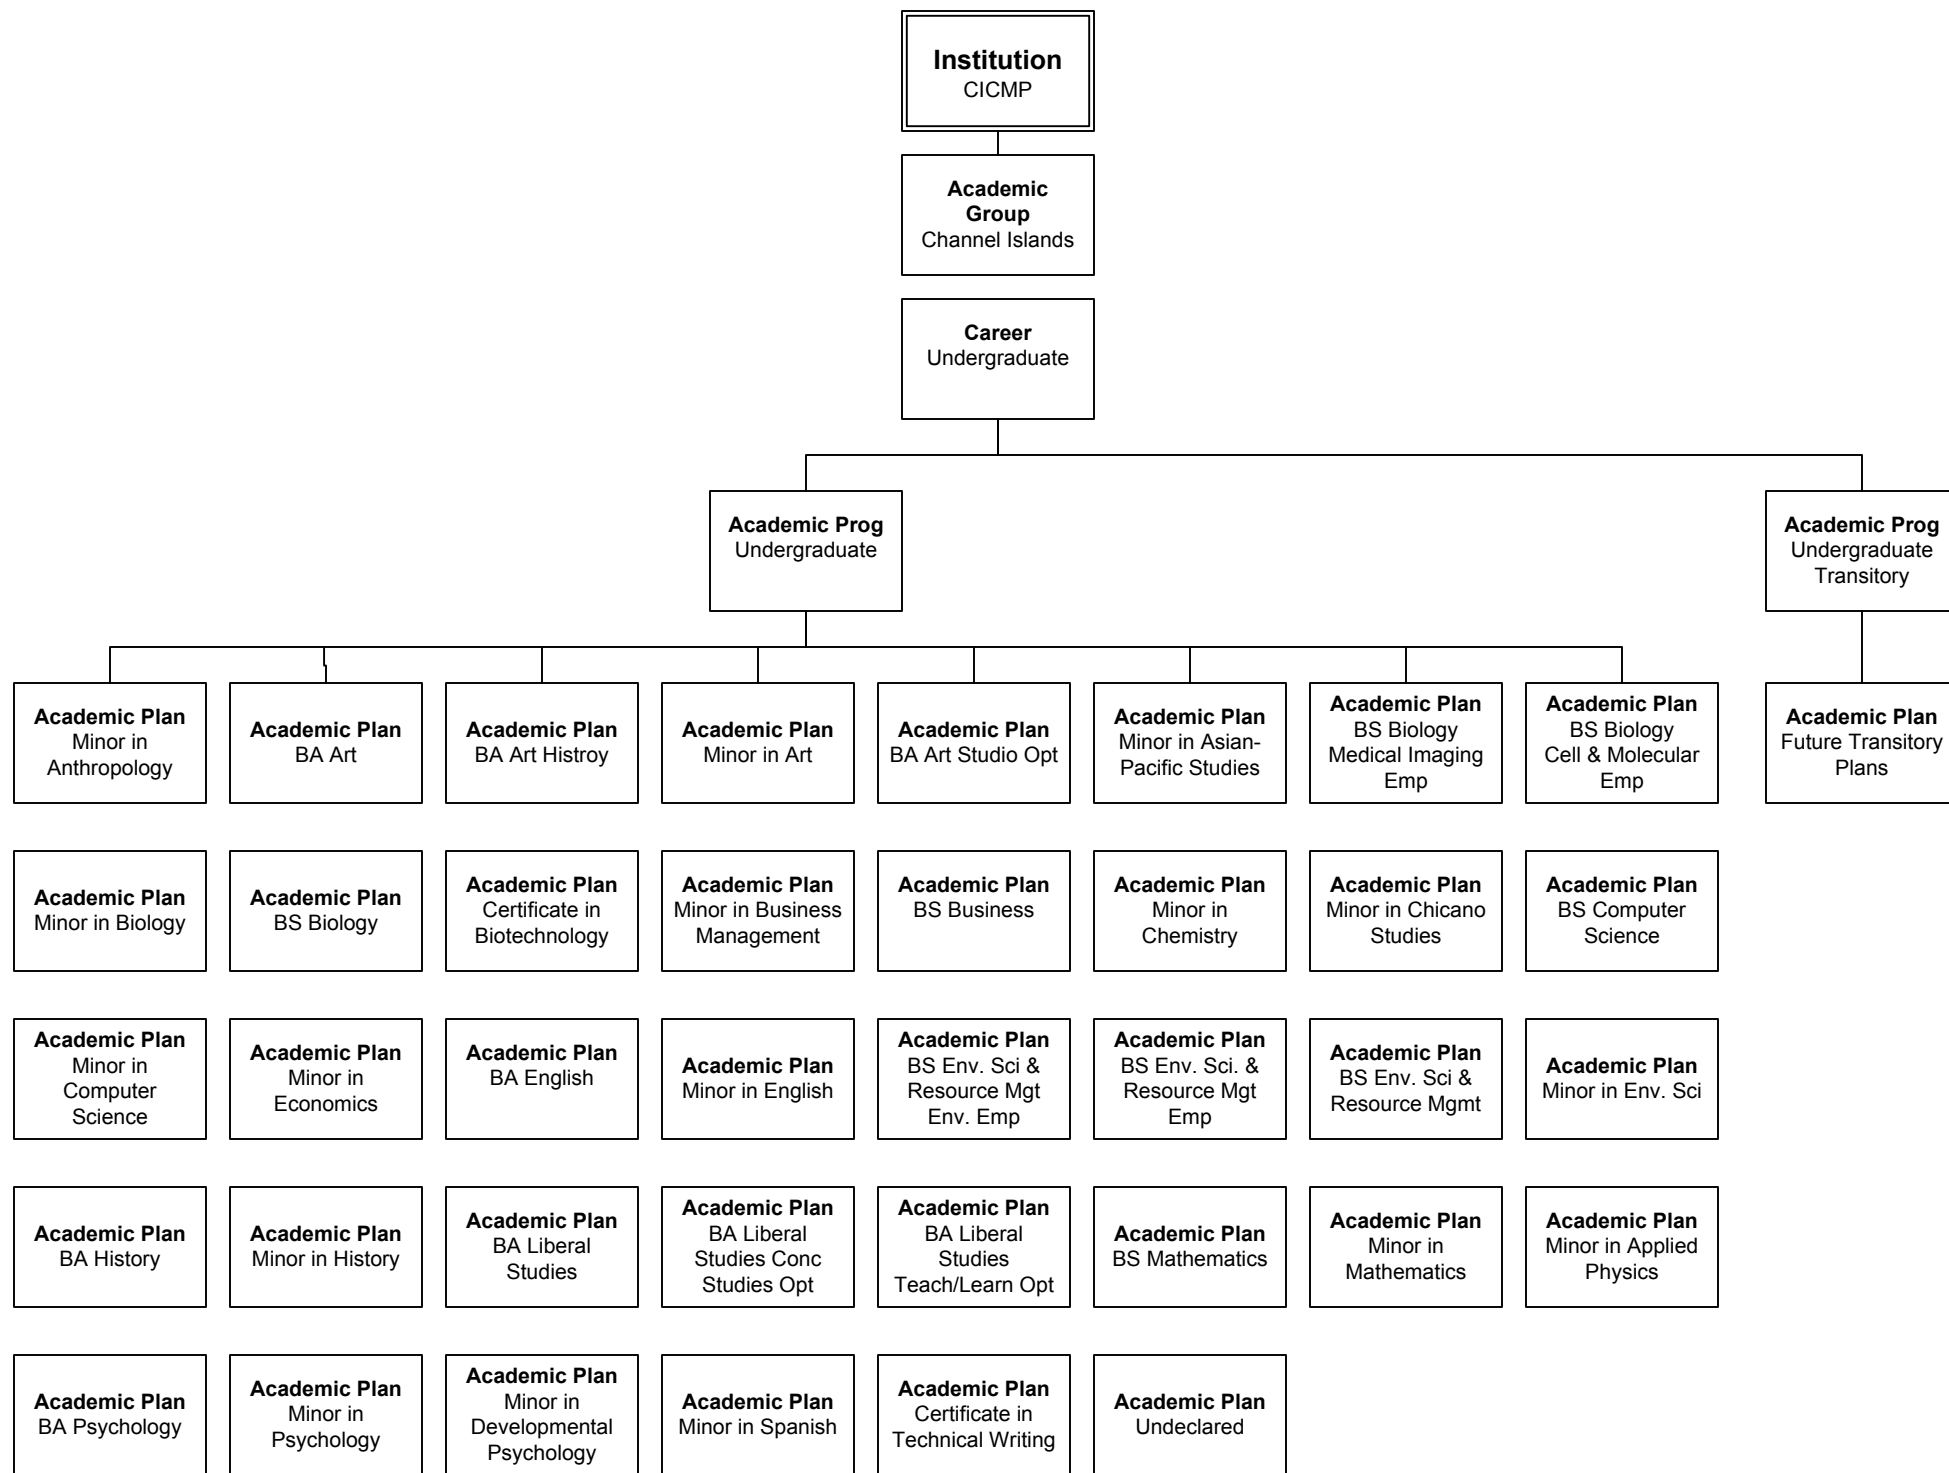 Institution
CICMP
Academic
Group
Channel Islands
Career
Undergraduate
Academic Prog
Undergraduate
Academic Prog
Undergraduate
Transitory
Academic Plan
Minor in
Anthropology
Academic Plan
BA Art
Academic Plan
BA Art Histroy
Academic Plan
Minor in Art
Academic Plan
BA Art Studio Opt
Academic Plan
Minor in Asian-
Pacific Studies
Academic Plan
BS Biology
Medical Imaging
Emp
Academic Plan
BS Biology
Cell & Molecular
Emp
Academic Plan
Future Transitory
Plans
Academic Plan
Minor in Biology
Academic Plan
BS Biology
Academic Plan
Certificate in
Biotechnology
Academic Plan
Minor in Business
Management
Academic Plan
BS Business
Academic Plan
Minor in
Chemistry
Academic Plan
Minor in Chicano
Studies
Academic Plan
BS Computer
Science
Academic Plan
Minor in
Computer
Science
Academic Plan
Minor in
Economics
Academic Plan
BA English
Academic Plan
Minor in English
Academic Plan
BS Env. Sci &
Resource Mgt
Env. Emp
Academic Plan
BS Env. Sci. &
Resource Mgt
Emp
Academic Plan
BS Env. Sci &
Resource Mgmt
Academic Plan
Minor in Env. Sci
Academic Plan
BA History
Academic Plan
Minor in History
Academic Plan
BA Liberal
Studies
Academic Plan
BA Liberal
Studies Conc
Studies Opt
Academic Plan
BA Liberal
Studies
Teach/Learn Opt
Academic Plan
BS Mathematics
Academic Plan
Minor in
Mathematics
Academic Plan
Minor in Applied
Physics
Academic Plan
BA Psychology
Academic Plan
Minor in
Psychology
Academic Plan
Minor in
Developmental
Psychology
Academic Plan
Minor in Spanish
Academic Plan
Certificate in
Technical Writing
Academic Plan
Undeclared